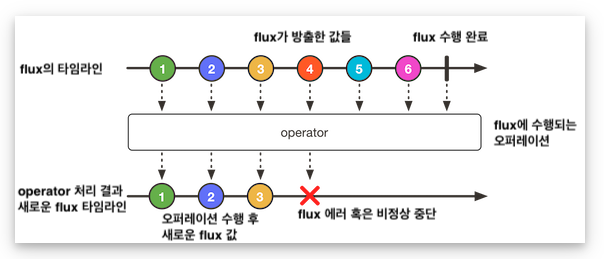 flux가 방출한 값들
flux 수행 완료
flux의 타임라인
1 2 3 4 5 6
operator
flux에 수행되는
오퍼레이션
operator 처리 결과
새로운 flux 타임라인
1 2 3
오퍼레이션 수행 후
새로운 flux 값
flux 에러 혹은 비정상 중단